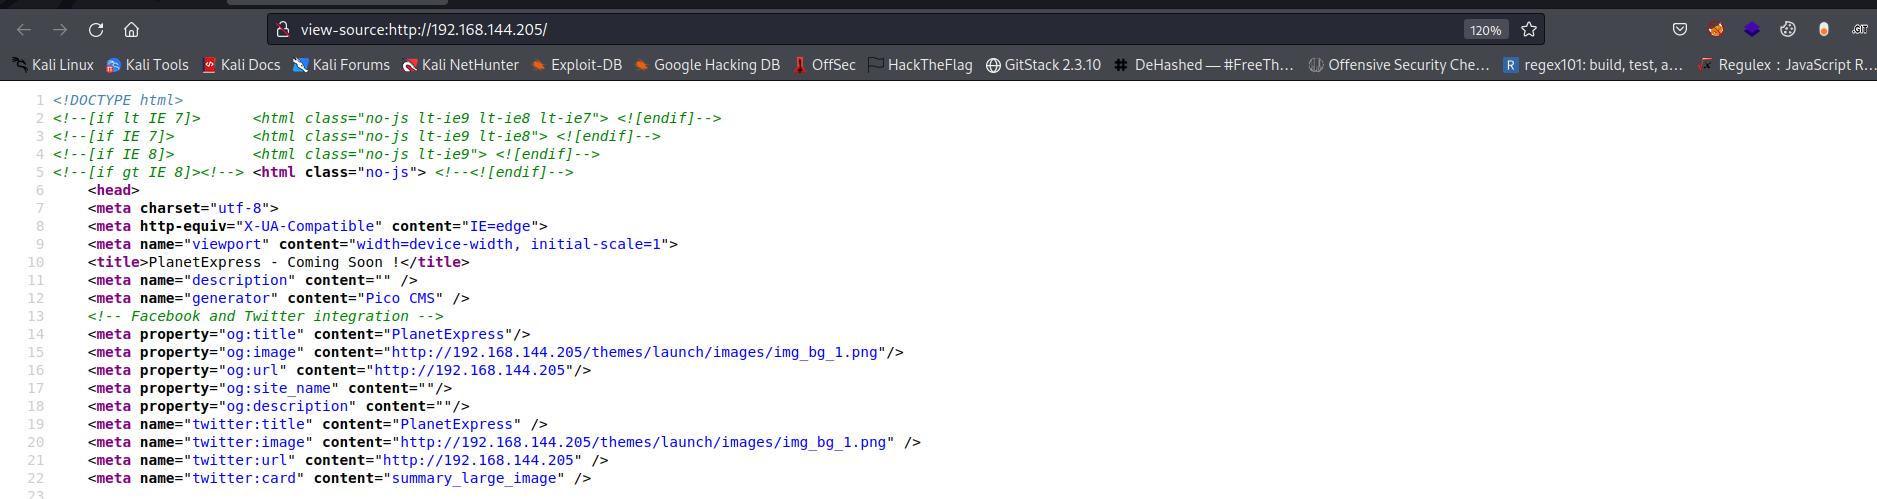 view-source:http://192.168.144.205/
120%
.GIT
Kali Linux Kali Tools Kali Docs Kali Forums Kali NetHunter Exploit-DB Google Hacking DB OffSec HackTheFlag GitStack 2.3.10 DeHashed — #FreeTh… Offensive Security Che… R regex101: build, test, a… Regulex : JavaScript R…
1 <!DOCTYPE html>
2 <!--[if lt IE 7]>      <html class="no-js lt-ie9 lt-ie8 lt-ie7"> <![endif]-->
3 <!--[if IE 7]>         <html class="no-js lt-ie9 lt-ie8"> <![endif]-->
4 <!--[if IE 8]>         <html class="no-js lt-ie9"> <![endif]-->
5 <!--[if gt IE 8]><!--> <html class="no-js"> <!--<![endif]-->
6     <head>
7     <meta charset="utf-8">
8     <meta http-equiv="X-UA-Compatible" content="IE=edge">
9     <meta name="viewport" content="width=device-width, initial-scale=1">
10     <title>PlanetExpress - Coming Soon !</title>
11     <meta name="description" content="" />
12     <meta name="generator" content="Pico CMS" />
13     <!-- Facebook and Twitter integration -->
14     <meta property="og:title" content="PlanetExpress"/>
15     <meta property="og:image" content="http://192.168.144.205/themes/launch/images/img_bg_1.png"/>
16     <meta property="og:url" content="http://192.168.144.205"/>
17     <meta property="og:site_name" content=""/>
18     <meta property="og:description" content=""/>
19     <meta name="twitter:title" content="PlanetExpress" />
20     <meta name="twitter:image" content="http://192.168.144.205/themes/launch/images/img_bg_1.png" />
21     <meta name="twitter:url" content="http://192.168.144.205" />
22     <meta name="twitter:card" content="summary_large_image" />
23